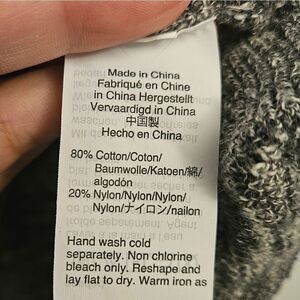 Made in China
Fabriqué en Chine
in China Hergestellt
Vervaardigd in China
中国製
Hecho en China
80% Cotton/Coton/
Baumwolle/Katoen/綿/
algodón
20% Nylon/Nylon/Nylon/
Nylon/ナイロン/nailon
Hand wash cold
separately. Non chlorine
bleach only. Reshape and
lay flat to dry. Warm iron as